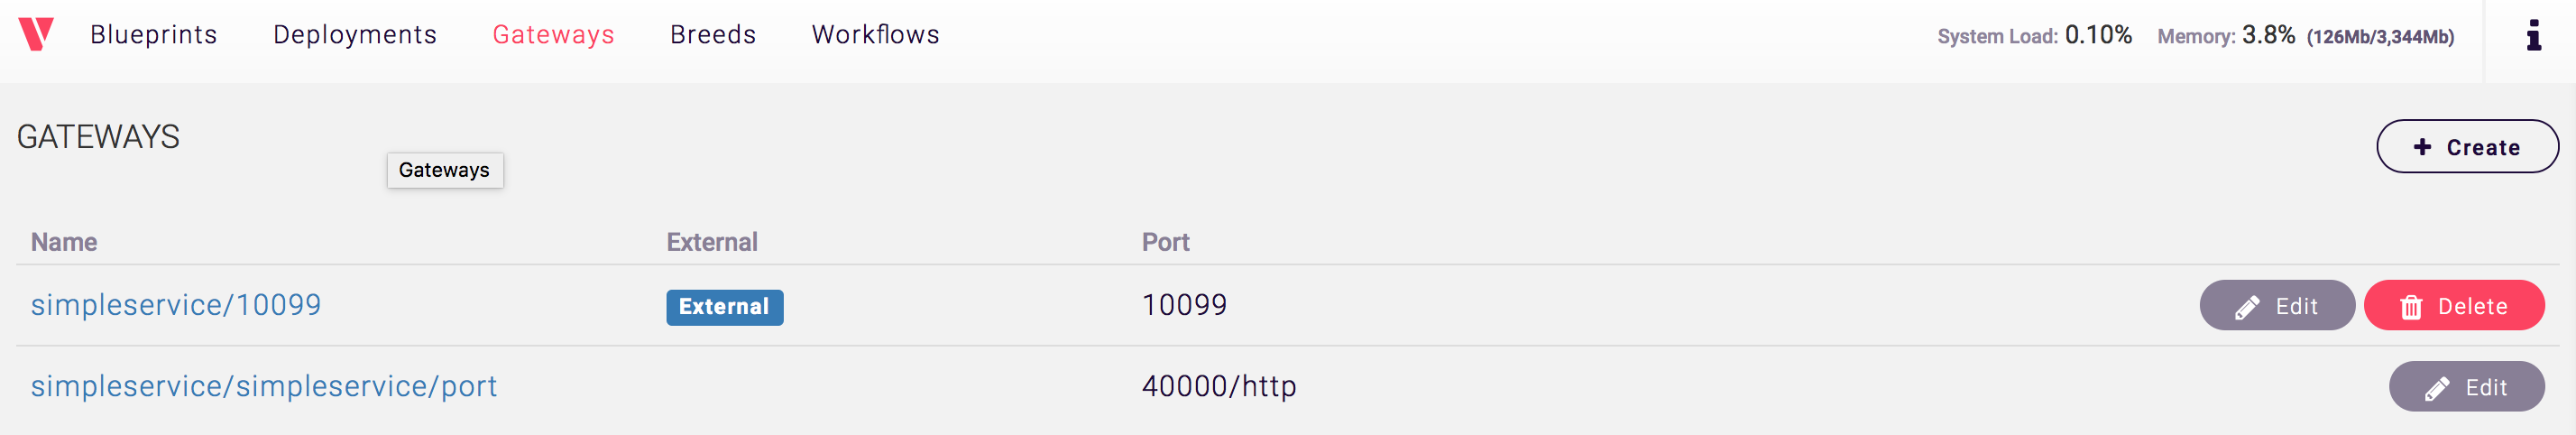 Blueprints Deployments Gateways Breeds Workflows System Load: 0.10% Memory: 3.8% (126Mb/3,344Mb)
GATEWAYS
Create
Gateways
Name External Port
simpleservice/10099 External 10099 Edit Delete
simpleservice/simpleservice/port 40000/http Edit